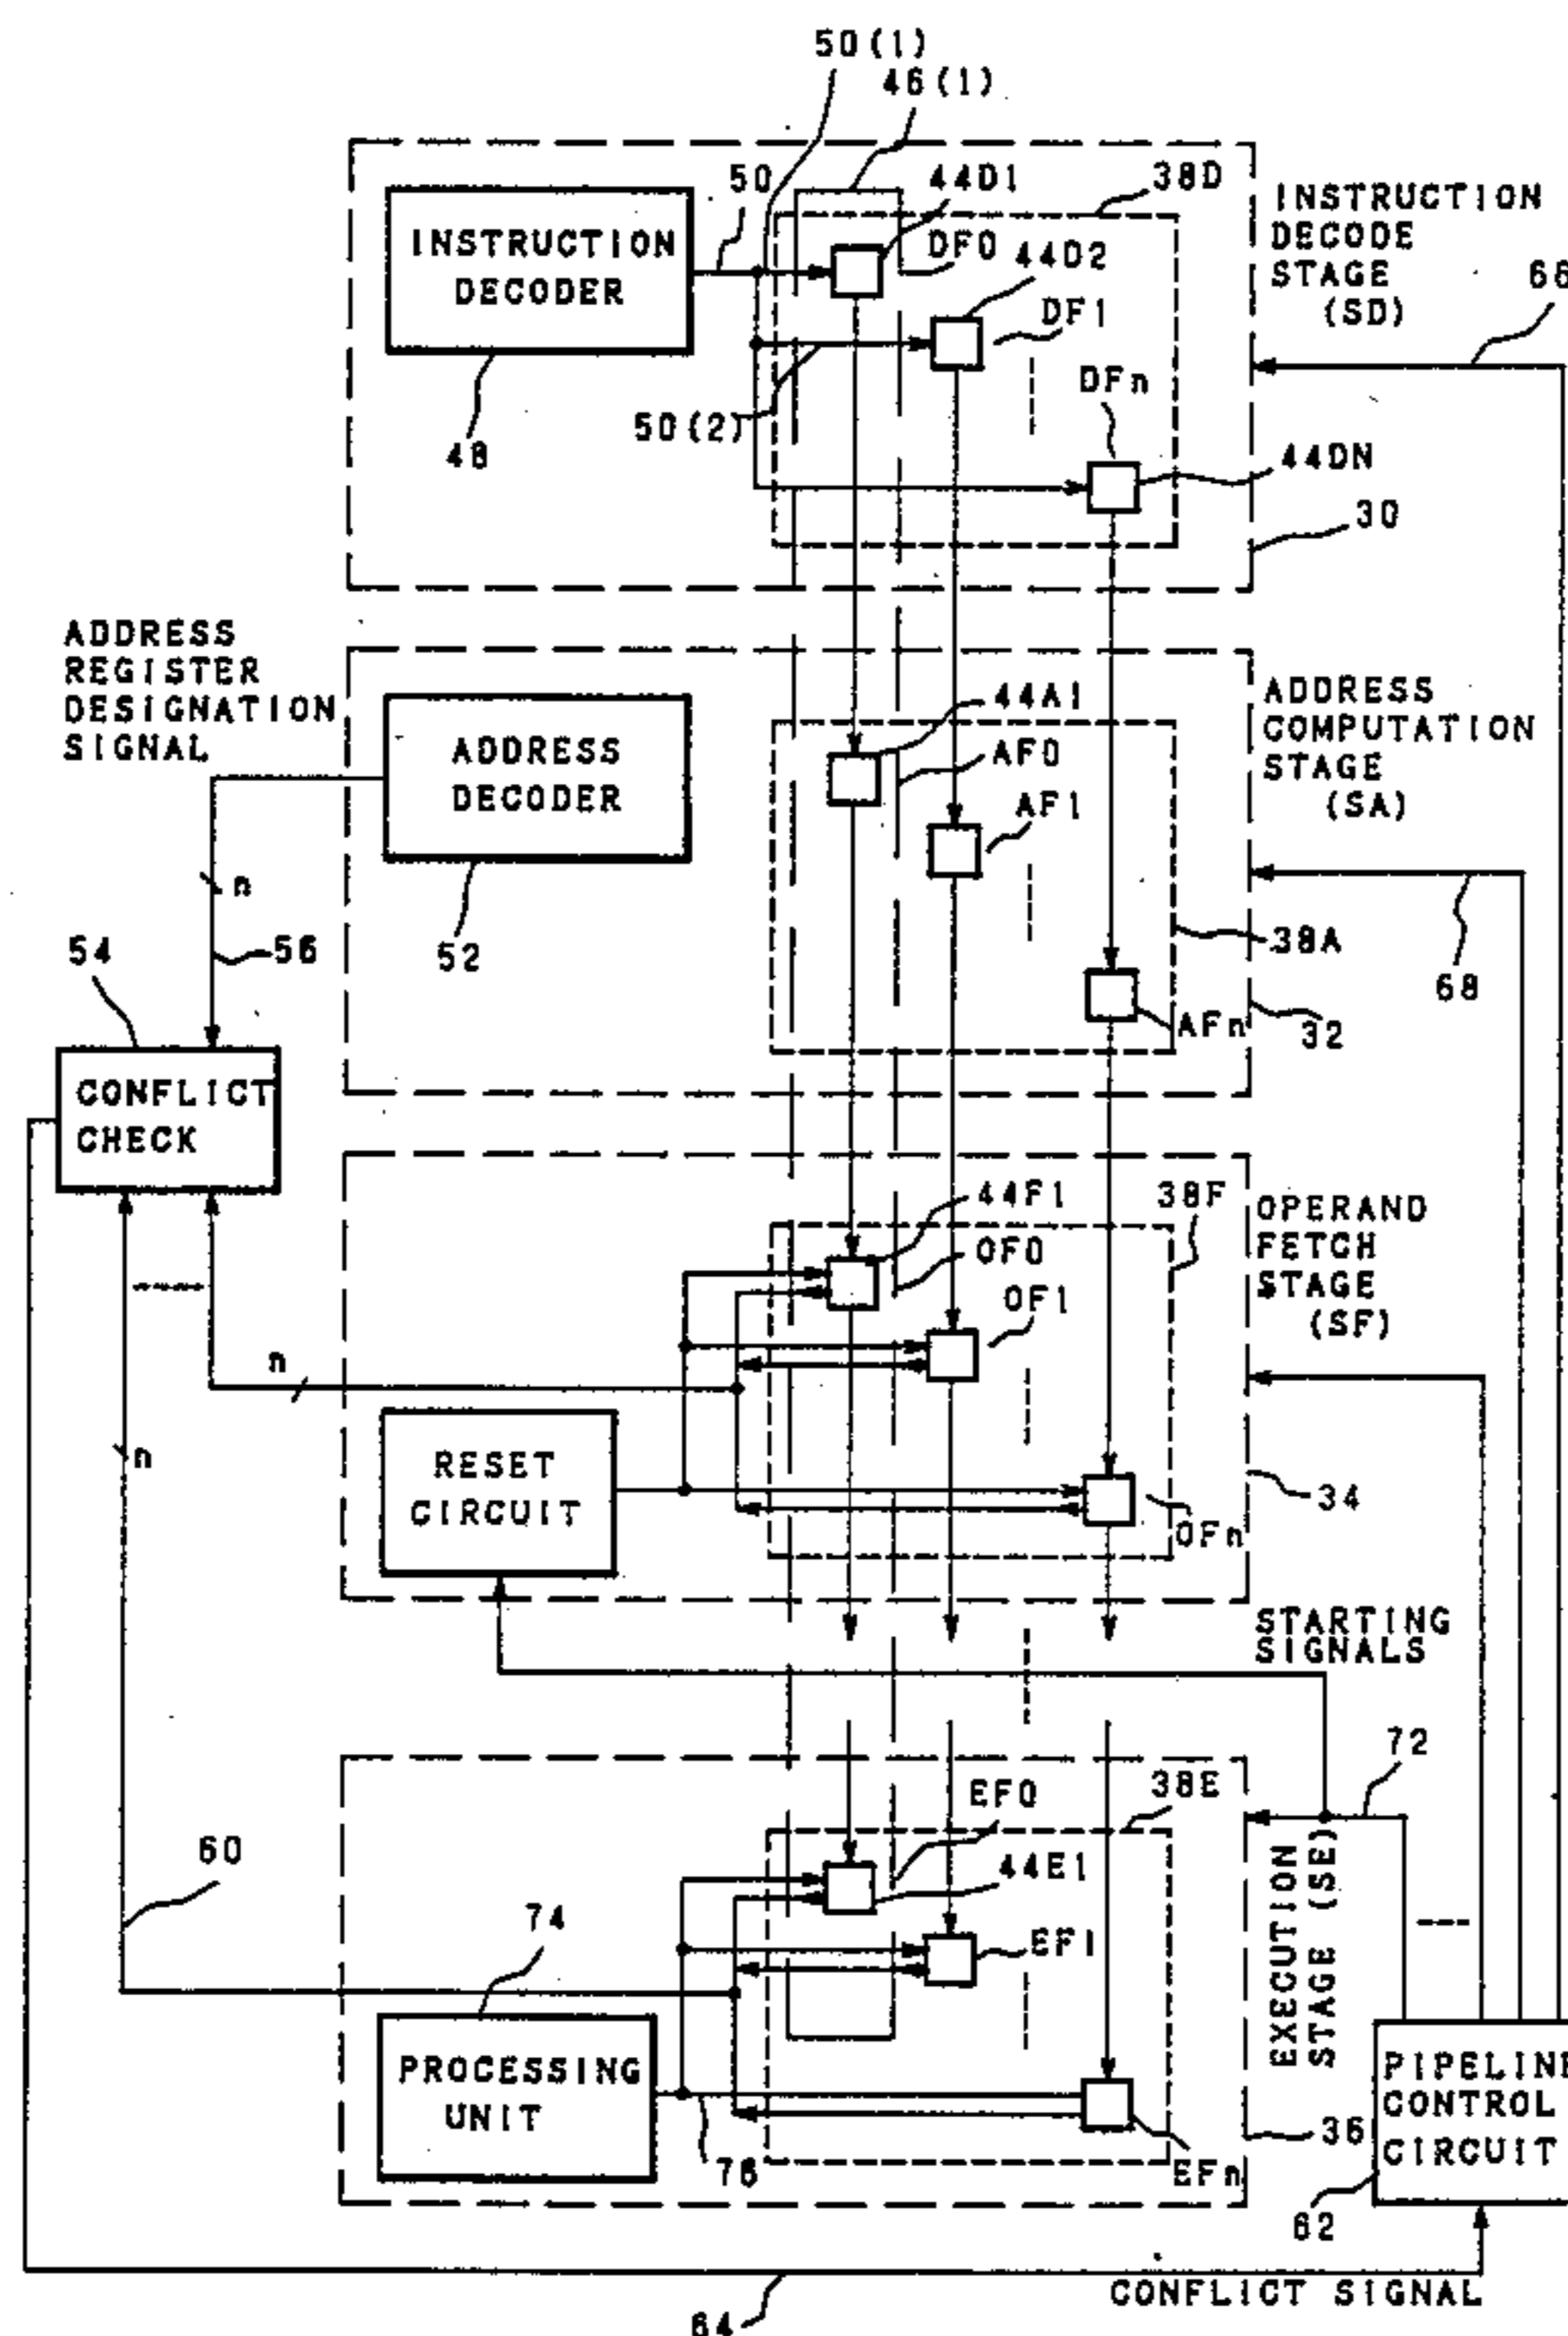 50(1)
46(1)
50
44D1
38D
INSTRUCTION
DECODER
DF0
44D2
DF1
DFn
INSTRUCTION
DECODE
STAGE
(SD)
66
50(2)
48
44DN
30
ADDRESS
REGISTER
DESIGNATION
SIGNAL
ADDRESS
DECODER
44A1
AF0
AF1
ADDRESS
COMPUTATION
STAGE
(SA)
n
56
52
54
38A
68
AFn
32
CONFLICT
CHECK
44F1
38F
OF0
OF1
OPERAND
FETCH
STAGE
(SF)
n
n
RESET
CIRCUIT
34
OFn
STARTING
SIGNALS
72
EF0
38E
44E1
60
74
EF1
EXECUTION
STAGE (SE)
PROCESSING
UNIT
76
EFn
36
PIPELINE
CONTROL
CIRCUIT
62
CONFLICT SIGNAL
64